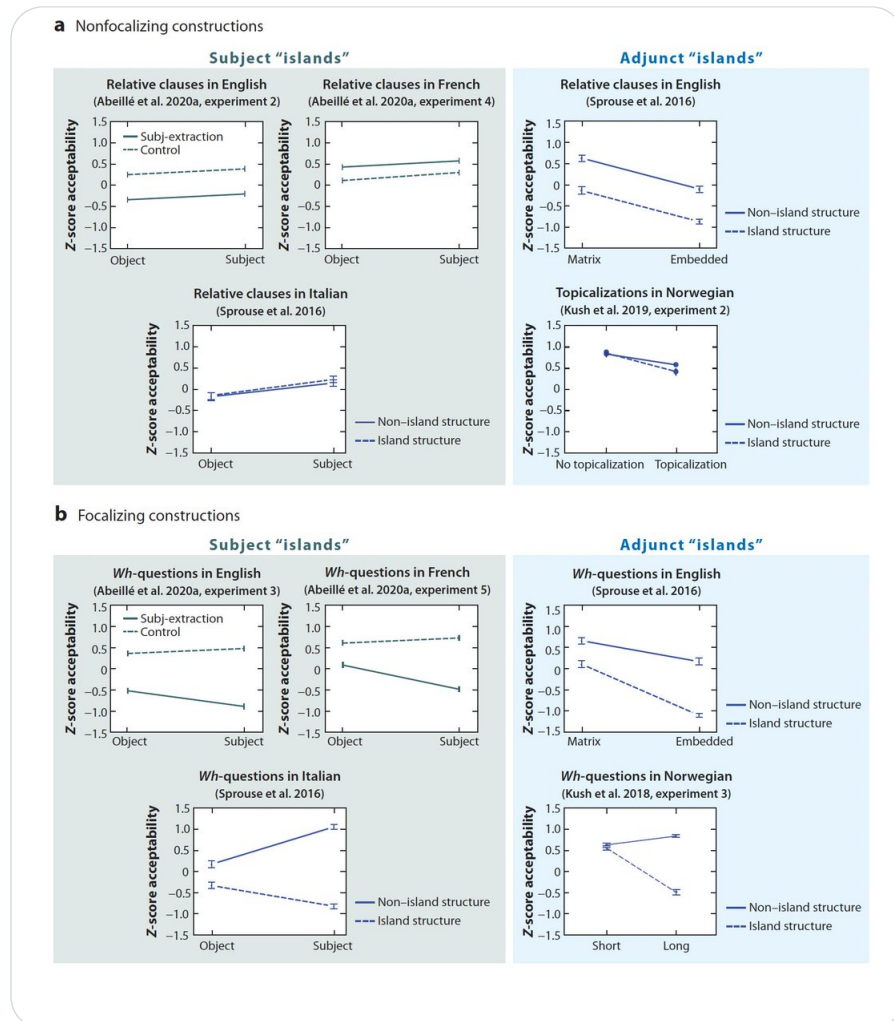 a Nonfocalizing constructions
Subject “islands”
Relative clauses in English
(Abeillé et al. 2020a, experiment 2)
Z-score acceptability
1.5
1.0
0.5
0
−0.5
−1.0
−1.5
Subj-extraction
Control
Object Subject
Relative clauses in French
(Abeillé et al. 2020a, experiment 4)
Z-score acceptability
1.5
1.0
0.5
0
−0.5
−1.0
−1.5
Object Subject
Relative clauses in Italian
(Sprouse et al. 2016)
Z-score acceptability
1.5
1.0
0.5
0
−0.5
−1.0
−1.5
Object Subject
Non–island structure
Island structure
Adjunct “islands”
Relative clauses in English
(Sprouse et al. 2016)
Z-score acceptability
1.5
1.0
0.5
0
−0.5
−1.0
−1.5
Matrix Embedded
Non–island structure
Island structure
Topicalizations in Norwegian
(Kush et al. 2019, experiment 2)
Z-score acceptability
1.5
1.0
0.5
0
−0.5
−1.0
−1.5
No topicalization Topicalization
Non–island structure
Island structure
b Focalizing constructions
Subject “islands”
Wh-questions in English
(Abeillé et al. 2020a, experiment 3)
Z-score acceptability
1.5
1.0
0.5
0
−0.5
−1.0
−1.5
Subj-extraction
Control
Object Subject
Wh-questions in French
(Abeillé et al. 2020a, experiment 5)
Z-score acceptability
1.5
1.0
0.5
0
−0.5
−1.0
−1.5
Object Subject
Wh-questions in Italian
(Sprouse et al. 2016)
Z-score acceptability
1.5
1.0
0.5
0
−0.5
−1.0
−1.5
Object Subject
Non–island structure
Island structure
Adjunct “islands”
Wh-questions in English
(Sprouse et al. 2016)
Z-score acceptability
1.5
1.0
0.5
0
−0.5
−1.0
−1.5
Matrix Embedded
Non–island structure
Island structure
Wh-questions in Norwegian
(Kush et al. 2018, experiment 3)
Z-score acceptability
1.5
1.0
0.5
0
−0.5
−1.0
−1.5
Short Long
Non–island structure
Island structure